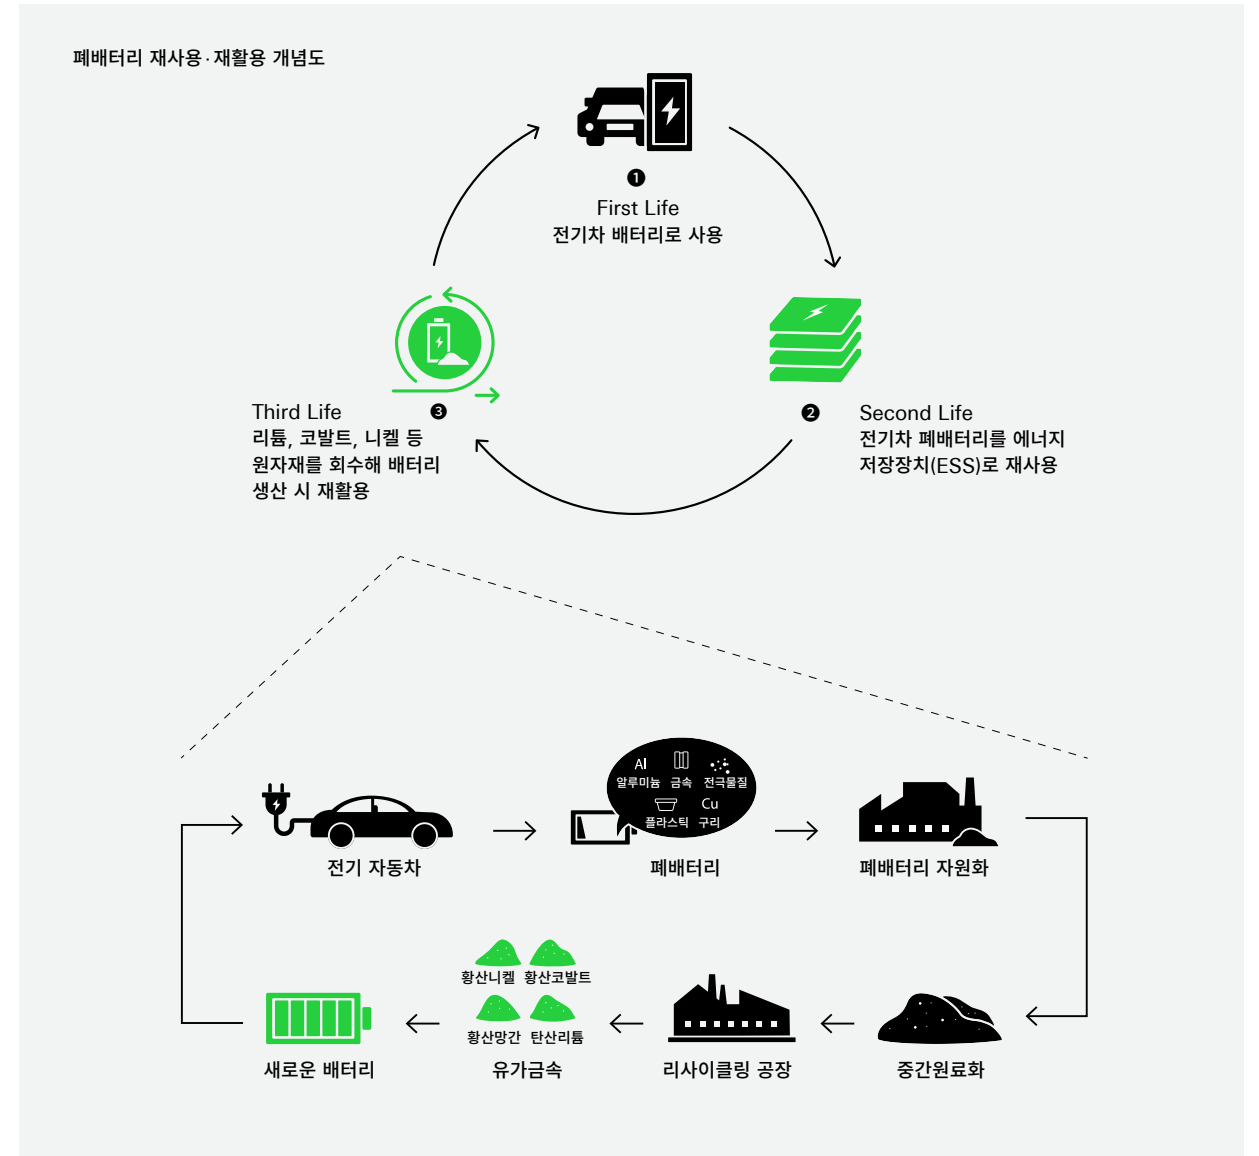 폐배터리 재사용·재활용 개념도
❶
First Life
전기차 배터리로 사용
❷
Second Life
전기차 폐배터리를 에너지
저장장치(ESS)로 재사용
❸
Third Life
리튬, 코발트, 니켈 등
원자재를 회수해 배터리
생산 시 재활용
전기 자동차
Al
알루미늄 금속 전극물질
Cu
플라스틱 구리
폐배터리
폐배터리 자원화
중간원료화
리사이클링 공장
황산니켈 황산코발트
황산망간 탄산리튬
유가금속
새로운 배터리